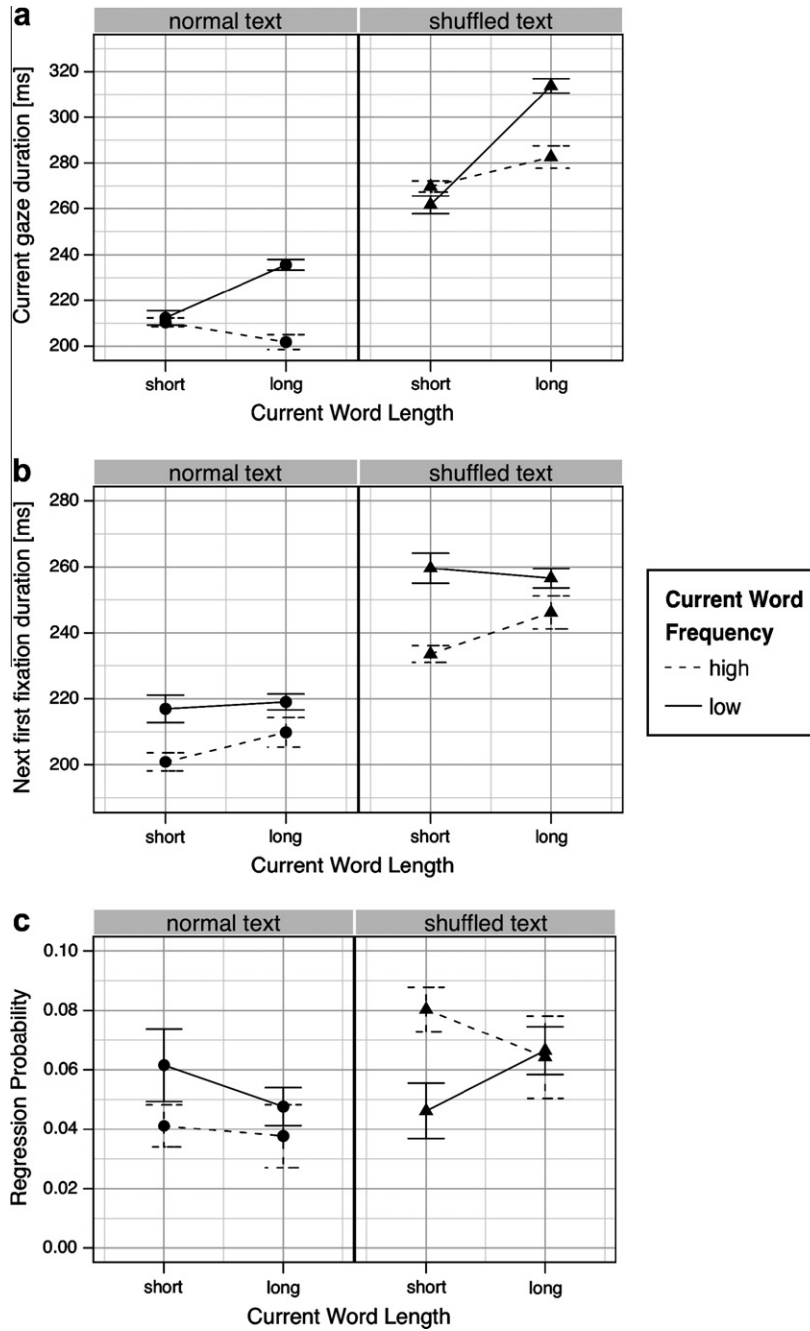 a
normal text shuffled text
Current gaze duration [ms]
320
300
280
260
240
220
200
short long short long
Current Word Length
b
normal text shuffled text
Next first fixation duration [ms]
280
260
240
220
200
short long short long
Current Word Length
Current Word
Frequency
high
low
c
normal text shuffled text
Regression Probability
0.10
0.08
0.06
0.04
0.02
0.00
short long short long
Current Word Length